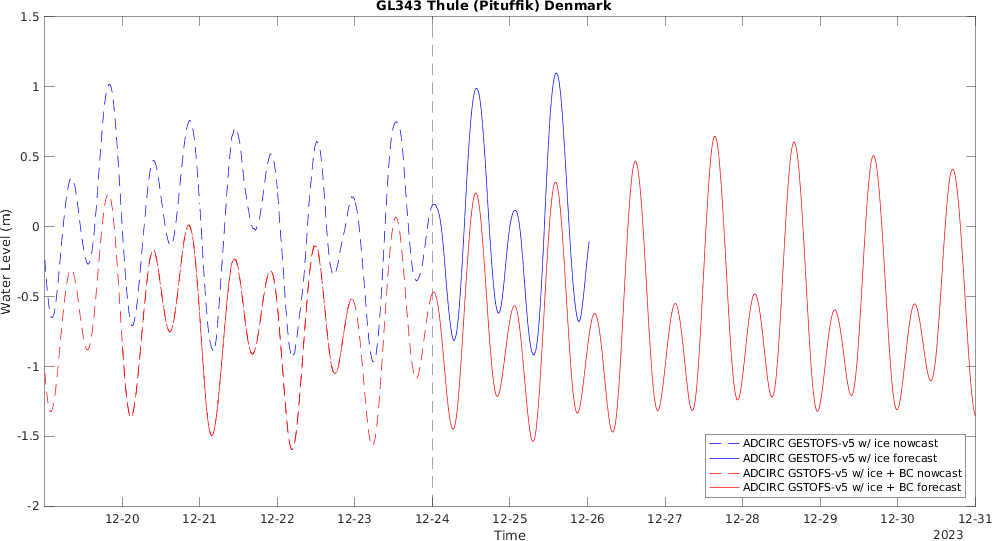 GL343 Thule (Pituffik) Denmark
1.5
1
0.5
0
-0.5
-1
-1.5
-2
Water Level (m)
ADCIRC GESTOFS-v5 w/ ice nowcast
ADCIRC GESTOFS-v5 w/ ice forecast
ADCIRC GSTOFS-v5 w/ ice + BC nowcast
ADCIRC GSTOFS-v5 w/ ice + BC forecast
12-20 12-21 12-22 12-23 12-24 12-25 12-26 12-27 12-28 12-29 12-30 12-31
Time
2023